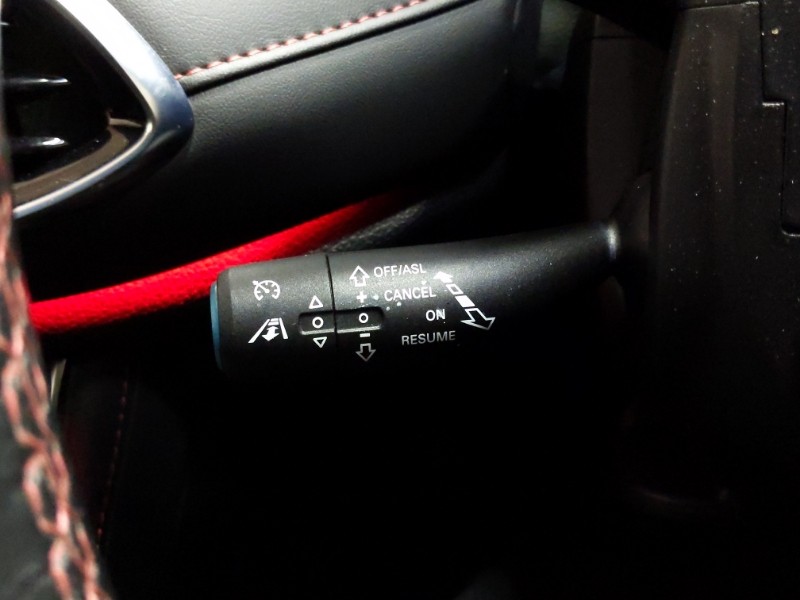 OFF/ASL
+ CANCEL
ON
– RESUME